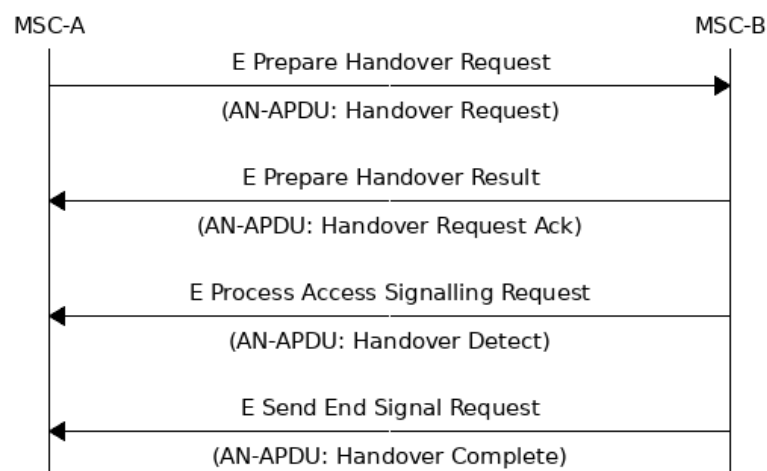 MSC-A MSC-B
E Prepare Handover Request
(AN-APDU: Handover Request)
E Prepare Handover Result
(AN-APDU: Handover Request Ack)
E Process Access Signalling Request
(AN-APDU: Handover Detect)
E Send End Signal Request
(AN-APDU: Handover Complete)